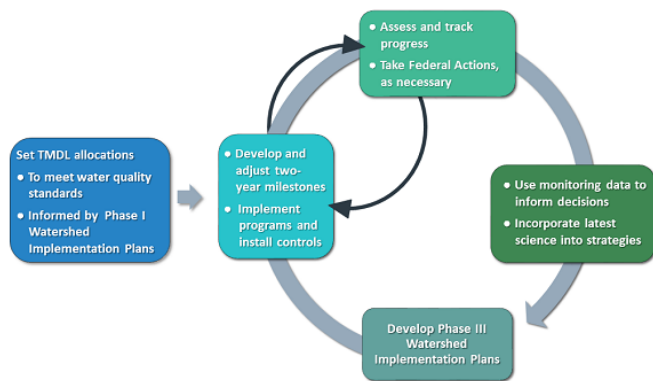 Set TMDL allocations
• To meet water quality
standards
• Informed by Phase I
Watershed
Implementation Plans
• Develop and
adjust two-
year milestones
• Implement
programs and
install controls
• Assess and track
progress
• Take Federal Actions,
as necessary
• Use monitoring data to
inform decisions
• Incorporate latest
science into strategies
Develop Phase III
Watershed
Implementation Plans